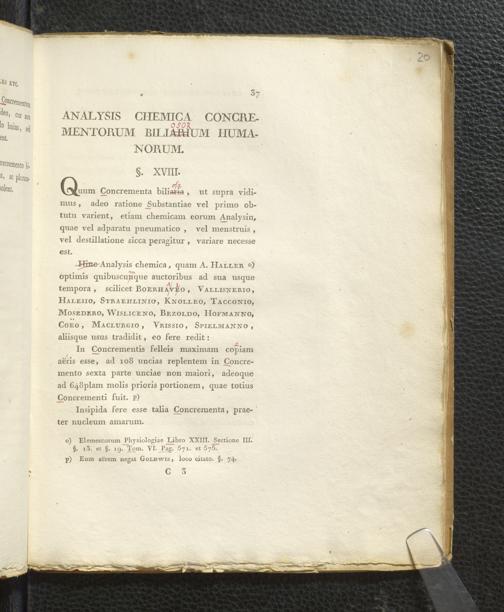 20
37
ANALYSIS CHEMICA CONCRE-
MENTORUM BILIARIUM HUMA-
NORUM.
§. XVIII.
Quum Concrementa biliaria, ut supra vidi-
mus, adeo ratione Substantiae vel primo ob-
tutu varient, etiam chemicam eorum Analysin,
quae vel adparatu pneumatico, vel menstruis,
vel destillatione sicca peragitur, variare necesse
est.
Hinc Analysis chemica, quam A. HALLER o)
optimis quibuscunque auctoribus ad sua usque
tempora, scilicet BOERHAVEO, VALLISNERIO,
HALESIO, STRAEHLINIO, KNOLLEO, TACCONIO,
MOSEDERO, WISLICENO, BEZOLDO, HOFMANNO,
COEO, MACLURGIO, VRISSIO, SPIELMANNO,
aliisque usus tradidit, eo fere redit:
In Concrementis felleis maximam copiam
aëris esse, ad 108 uncias replentem in Concre-
mento sexta parte unciae non maiori, adeoque
ad 648plam molis prioris portionem, quae totius
Concrementi fuit. p)
Insipida fere esse talia Concrementa, prae-
ter nucleum amarum.
o) Elementorum Physiologiae Libro XXIII. Sectione III.
§. 13. et §. 19. Tom. VI. Pag. 571. et 576.
p) Eum aërem negat GOLDWIZ, loco citato. §. 74.
C 3